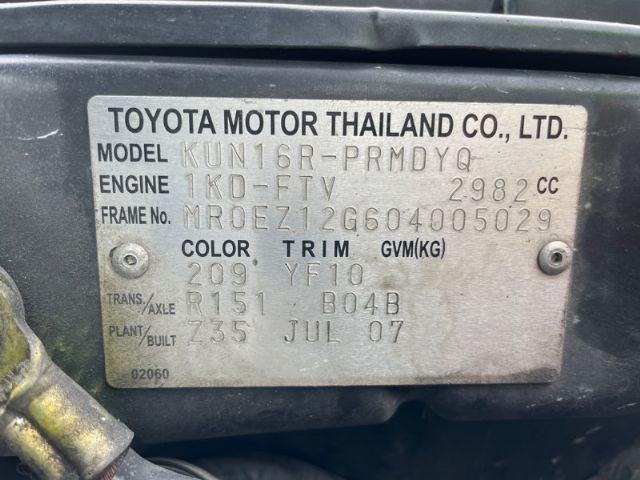 TOYOTA MOTOR THAILAND CO., LTD.
MODEL KUN16R-PRMDYQ
ENGINE 1KD-FTV 2982 CC
FRAME No. MR0EZ12G604005029
COLOR TRIM GVM(KG)
209 YF10
TRANS./AXLE R151 B04B
PLANT/BUILT Z35 JUL 07
02060